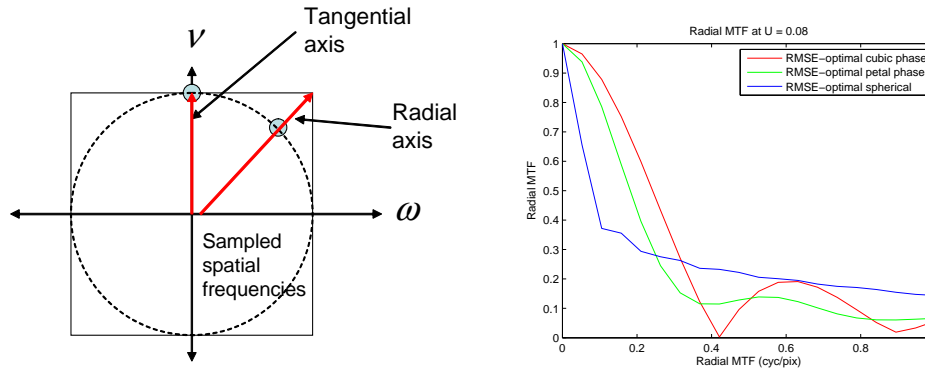 Tangential
axis
ν
Radial
axis
ω
Sampled
spatial
frequencies
Radial MTF at U = 0.08
RMSE−optimal cubic phase
RMSE−optimal petal phase
RMSE−optimal spherical
Radial MTF
1
0.9
0.8
0.7
0.6
0.5
0.4
0.3
0.2
0.1
0
0 0.2 0.4 0.6 0.8
Radial MTF (cyc/pix)